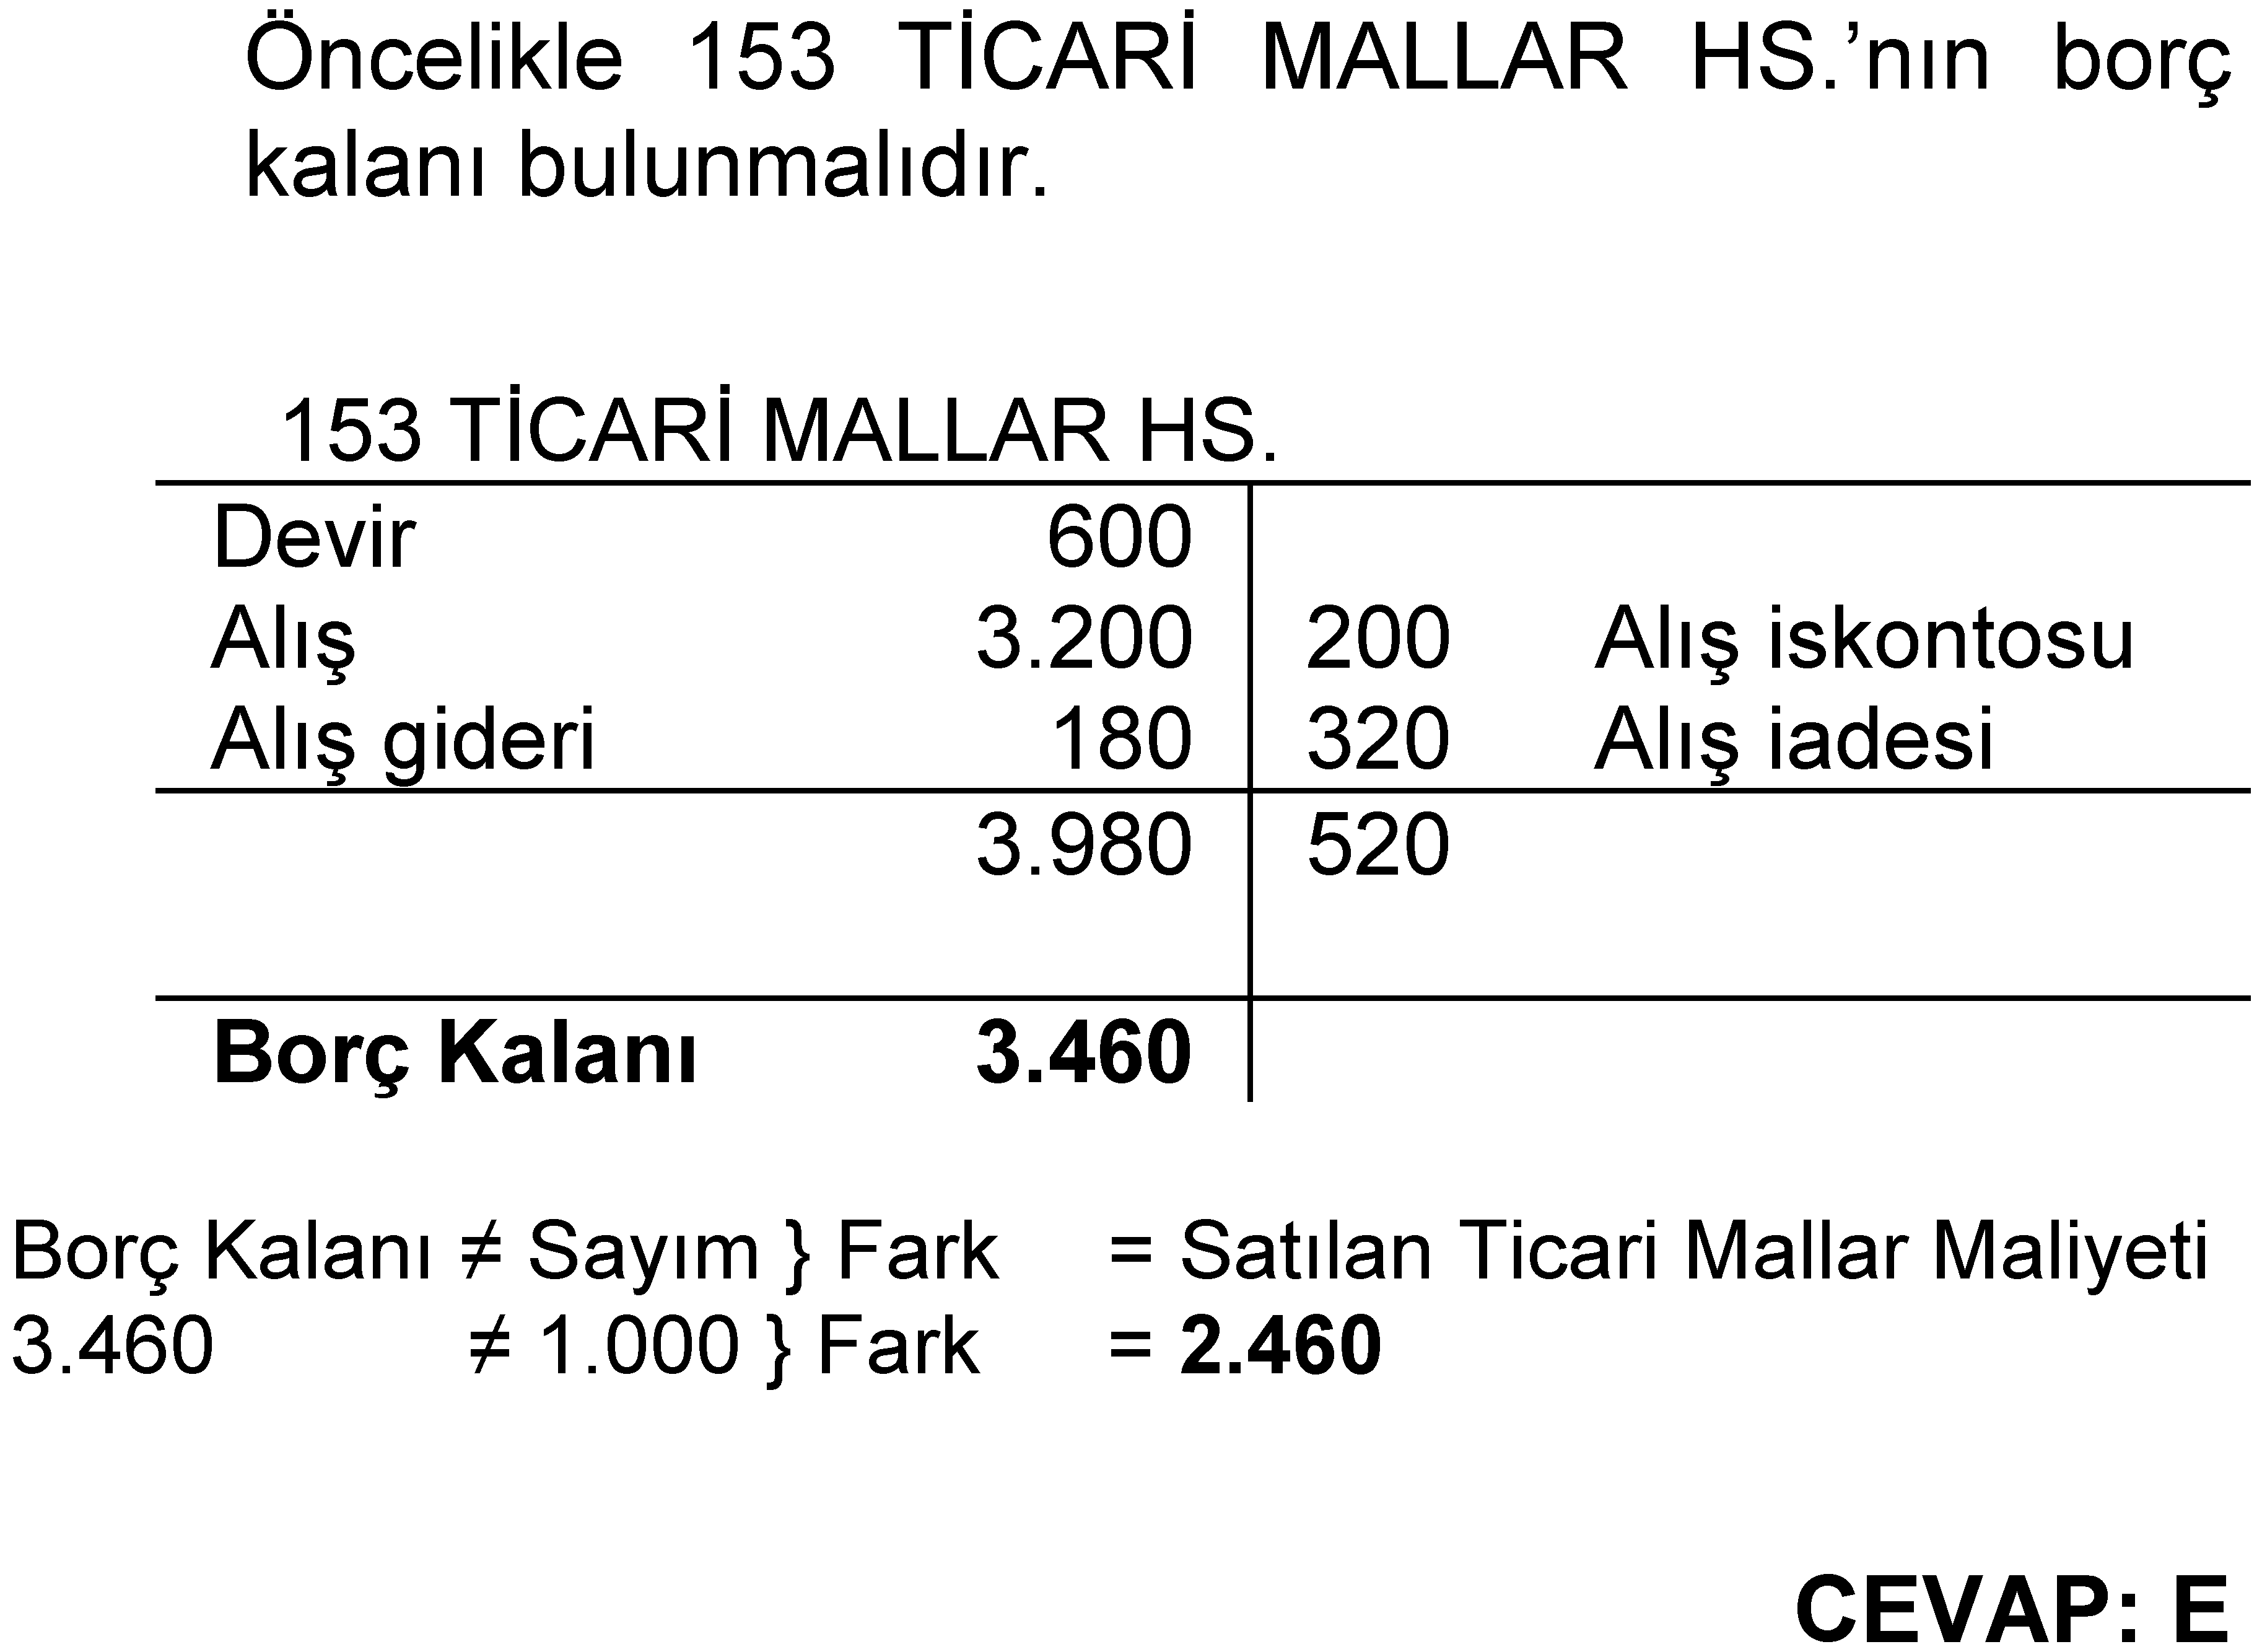 Öncelikle 153 TİCARİ MALLAR HS.’nın borç
kalanı bulunmalıdır.
153 TİCARİ MALLAR HS.
Devir 600
Alış 3.200 200 Alış iskontosu
Alış gideri 180 320 Alış iadesi
3.980 520
Borç Kalanı 3.460
Borç Kalanı ≠ Sayım } Fark = Satılan Ticari Mallar Maliyeti
3.460 ≠ 1.000 } Fark = 2.460
CEVAP: E